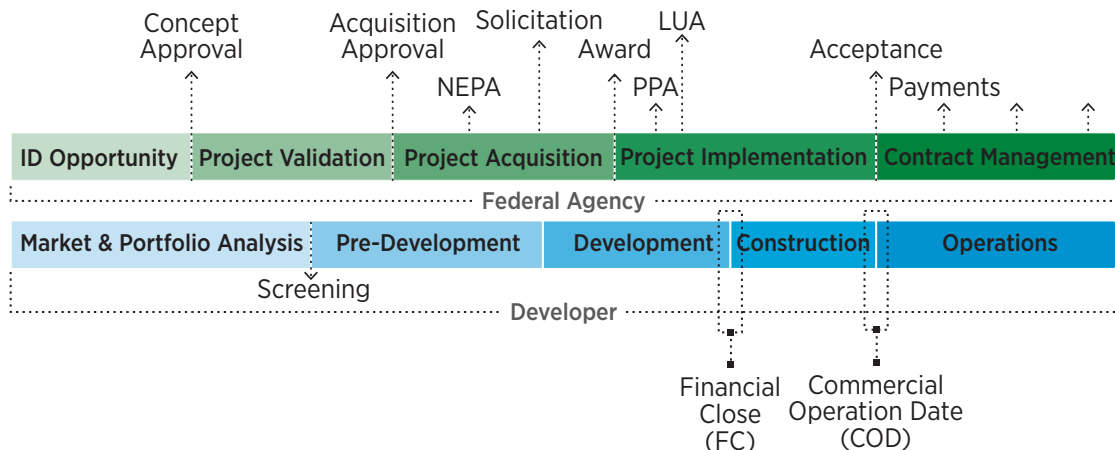 Concept
Approval
Acquisition
Approval
NEPA
Solicitation
Award
PPA
LUA
Acceptance
Payments
ID Opportunity
Project Validation
Project Acquisition
Project Implementation
Contract Management
Federal Agency
Market & Portfolio Analysis
Pre-Development
Development
Construction
Operations
Screening
Developer
Financial
Close
(FC)
Commercial
Operation Date
(COD)